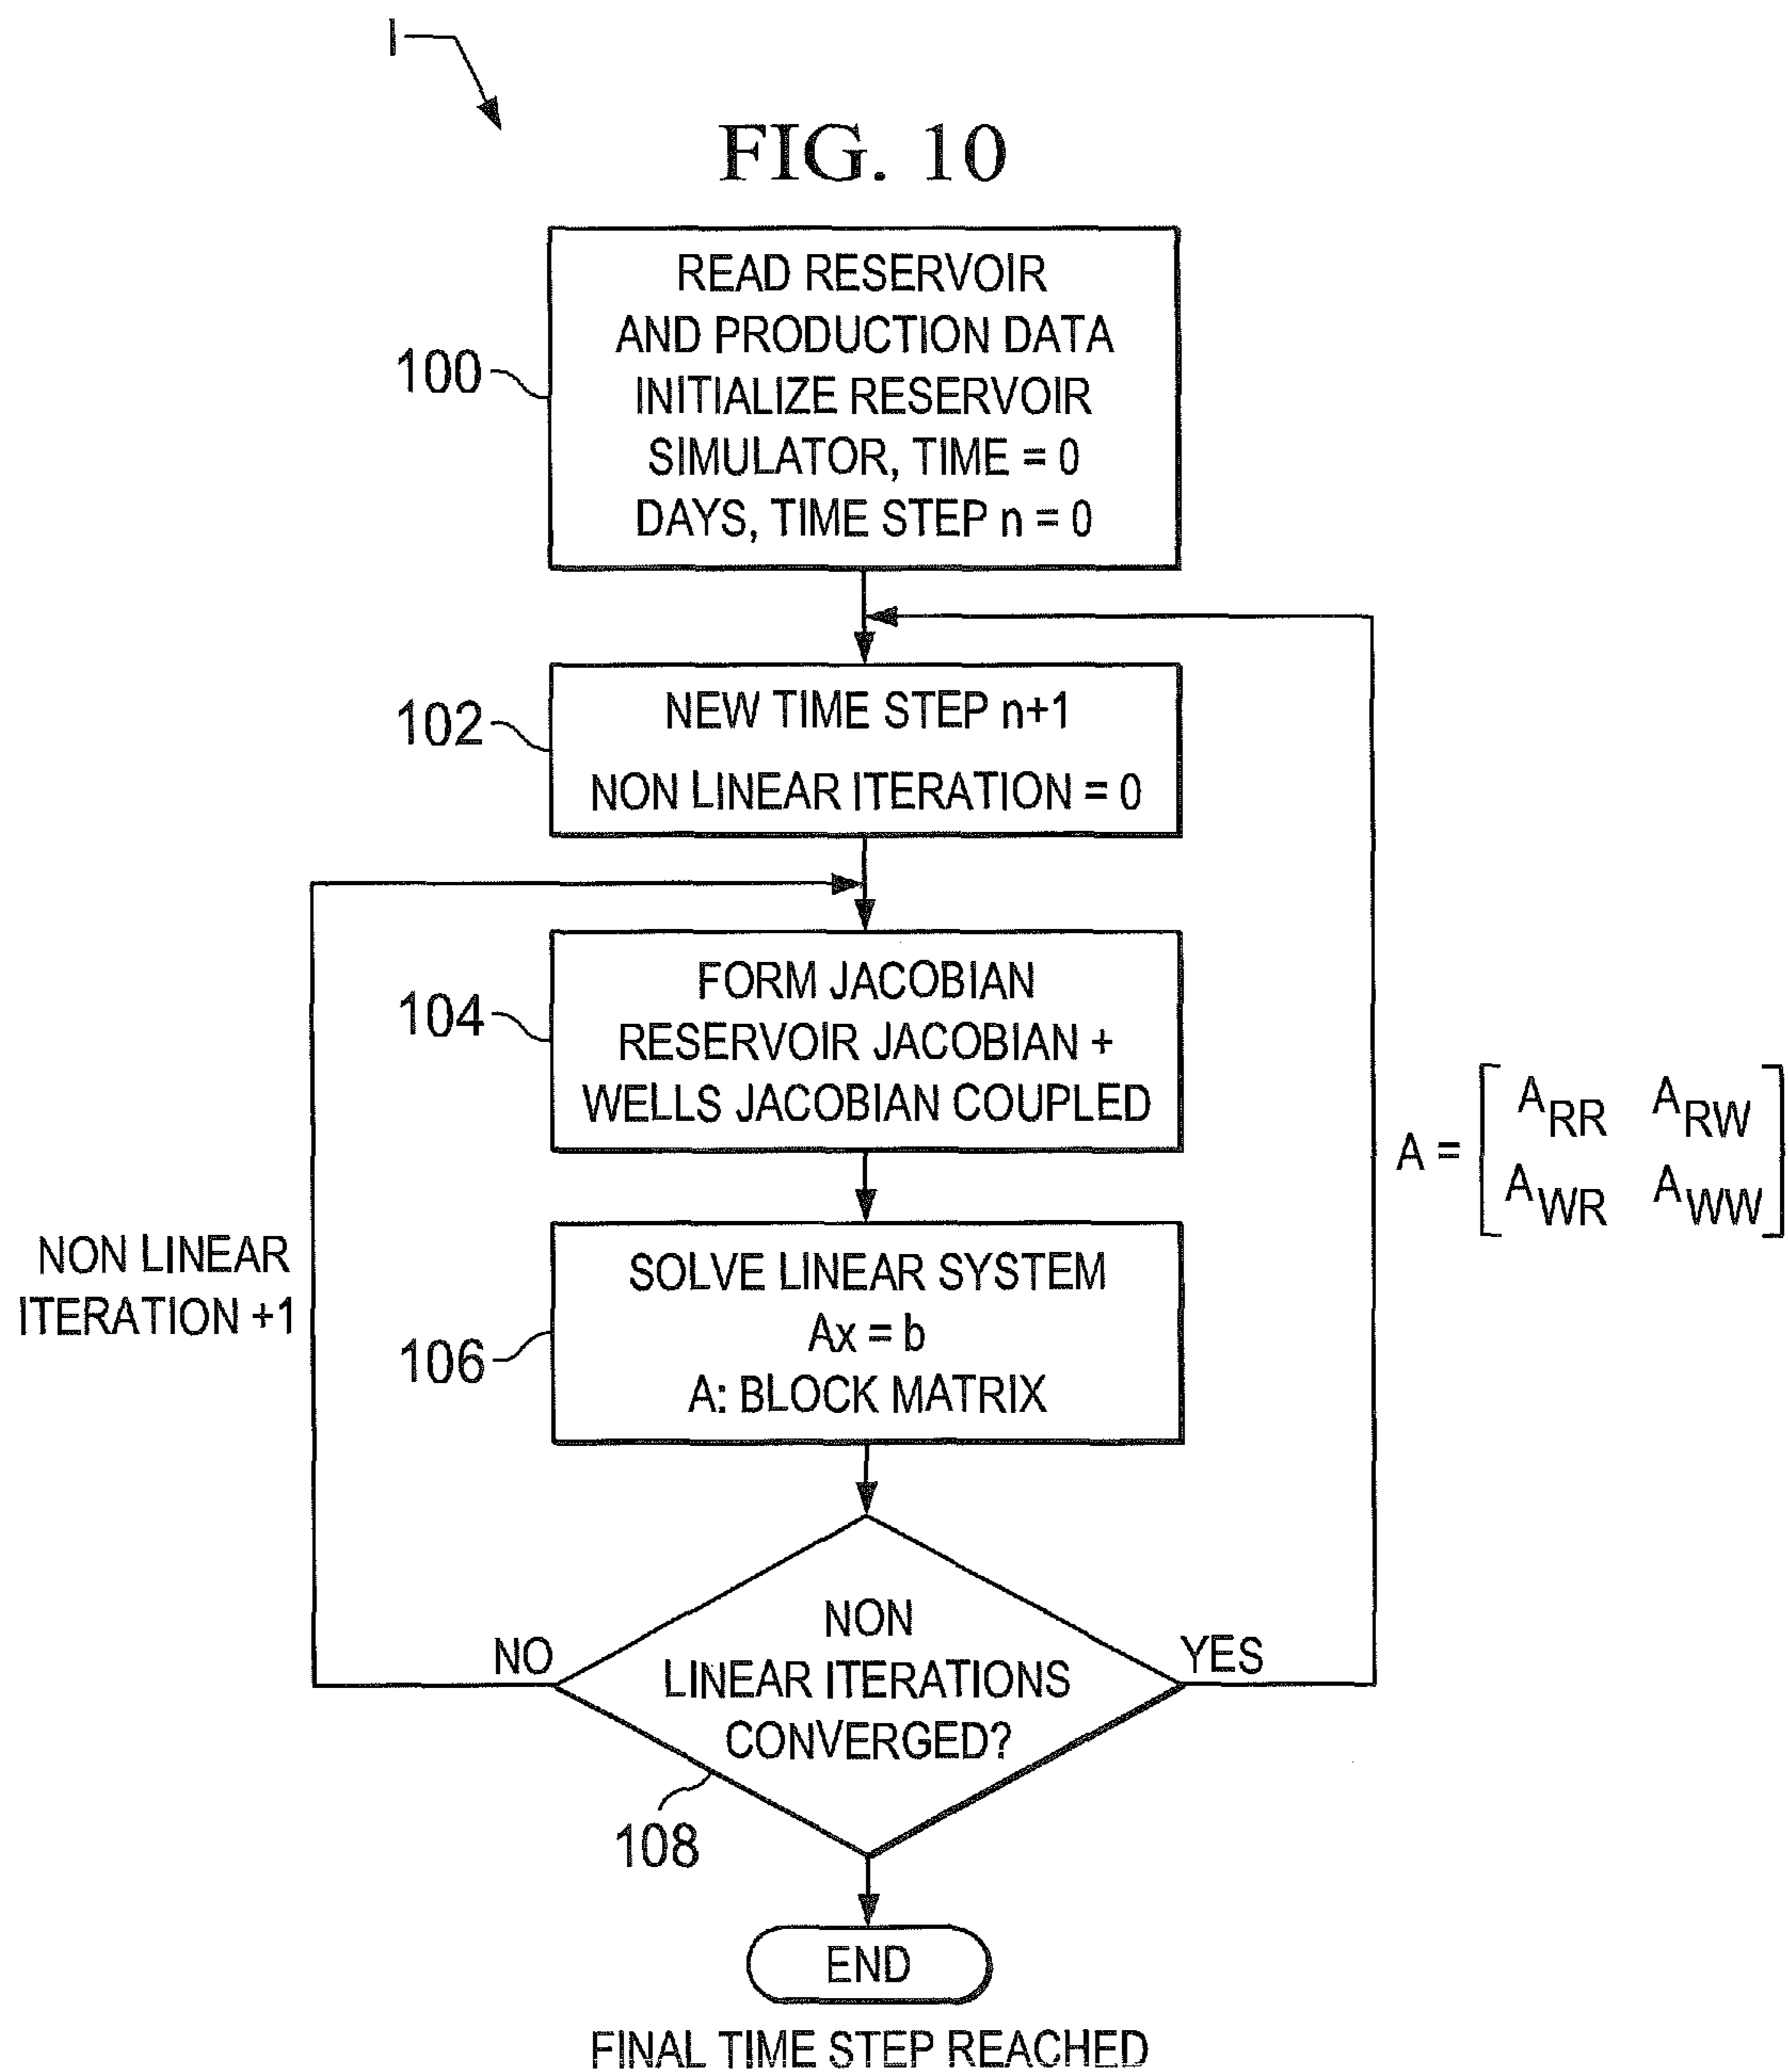 I
FIG. 10
READ RESERVOIR
AND PRODUCTION DATA
INITIALIZE RESERVOIR
SIMULATOR, TIME = 0
DAYS, TIME STEP n = 0
100
NEW TIME STEP n+1
NON LINEAR ITERATION = 0
102
FORM JACOBIAN
RESERVOIR JACOBIAN +
WELLS JACOBIAN COUPLED
104
A = [ A_RR A_RW
A_WR A_WW ]
NON LINEAR
ITERATION +1
SOLVE LINEAR SYSTEM
Ax = b
A: BLOCK MATRIX
106
NO
NON
LINEAR ITERATIONS
CONVERGED?
YES
108
END
FINAL TIME STEP REACHED